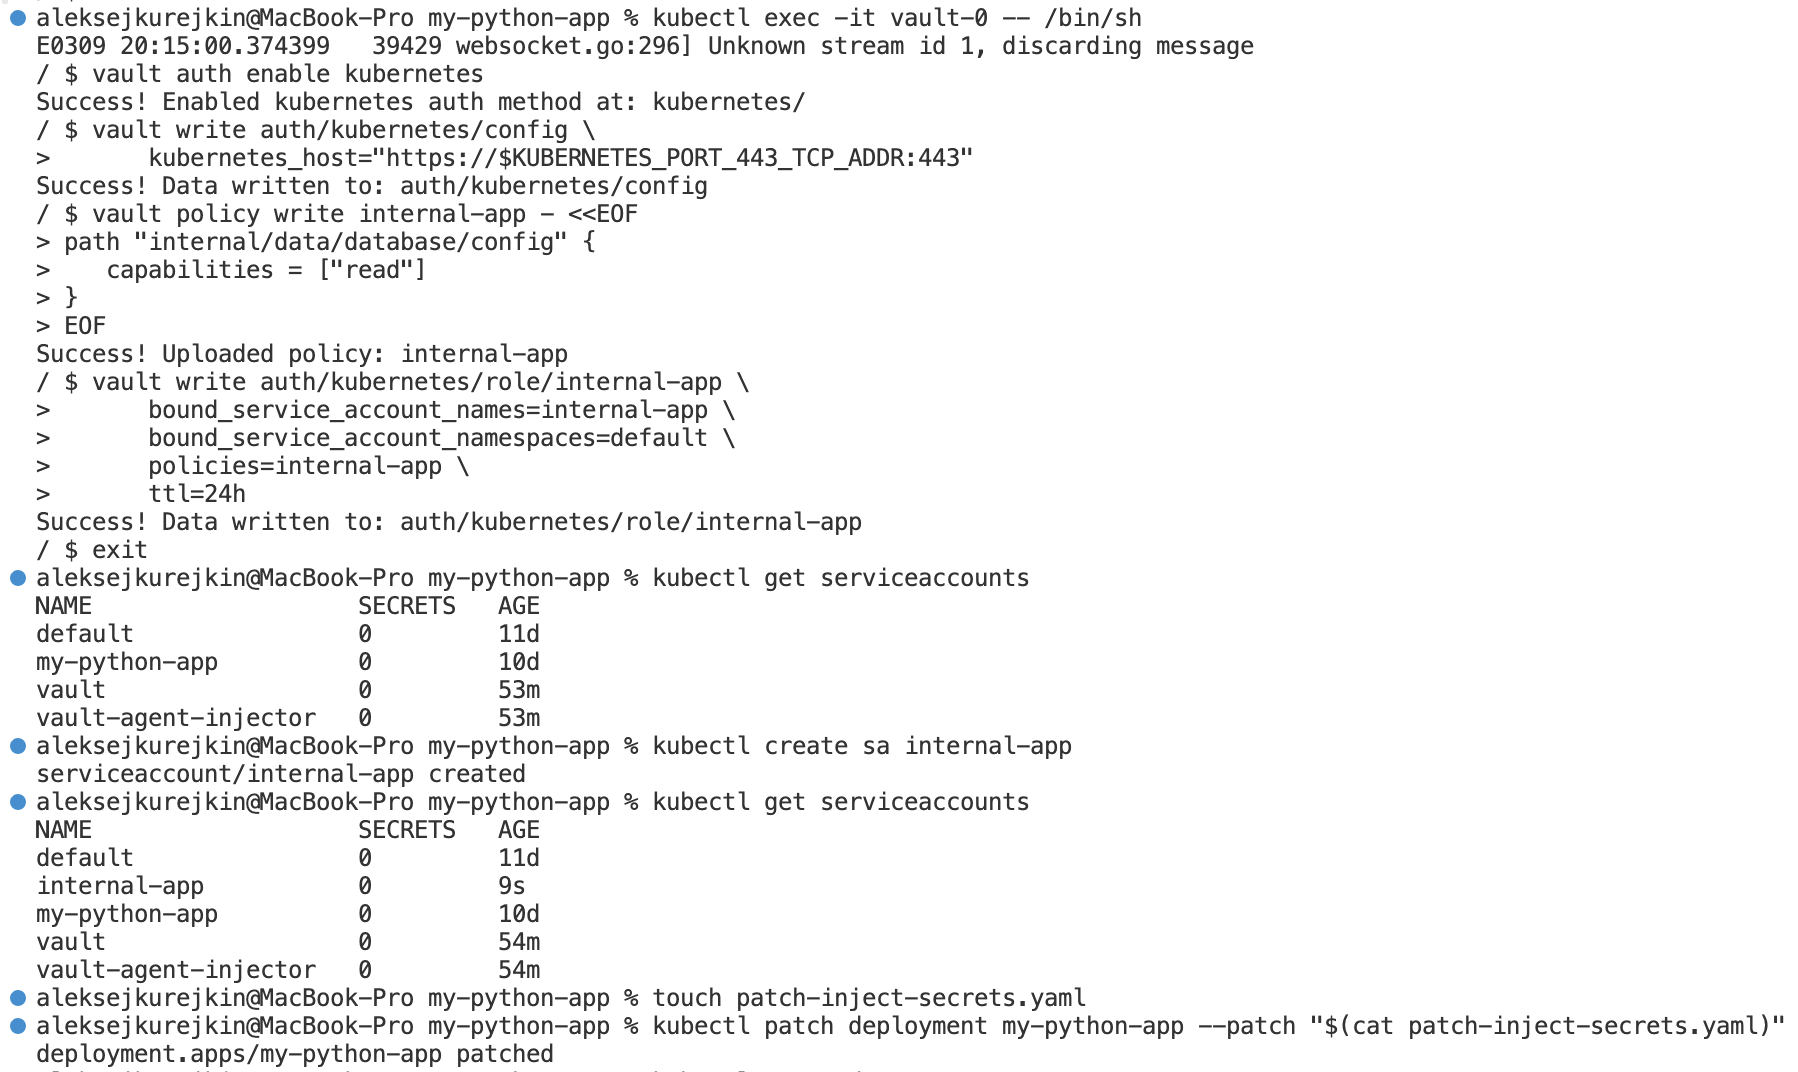 aleksejkurejkin@MacBook-Pro my-python-app % kubectl exec -it vault-0 -- /bin/sh
E0309 20:15:00.374399   39429 websocket.go:296] Unknown stream id 1, discarding message
/ $ vault auth enable kubernetes
Success! Enabled kubernetes auth method at: kubernetes/
/ $ vault write auth/kubernetes/config \
>       kubernetes_host="https://$KUBERNETES_PORT_443_TCP_ADDR:443"
Success! Data written to: auth/kubernetes/config
/ $ vault policy write internal-app - <<EOF
> path "internal/data/database/config" {
>    capabilities = ["read"]
> }
> EOF
Success! Uploaded policy: internal-app
/ $ vault write auth/kubernetes/role/internal-app \
>       bound_service_account_names=internal-app \
>       bound_service_account_namespaces=default \
>       policies=internal-app \
>       ttl=24h
Success! Data written to: auth/kubernetes/role/internal-app
/ $ exit
aleksejkurejkin@MacBook-Pro my-python-app % kubectl get serviceaccounts
NAME                   SECRETS   AGE
default                0         11d
my-python-app          0         10d
vault                  0         53m
vault-agent-injector   0         53m
aleksejkurejkin@MacBook-Pro my-python-app % kubectl create sa internal-app
serviceaccount/internal-app created
aleksejkurejkin@MacBook-Pro my-python-app % kubectl get serviceaccounts
NAME                   SECRETS   AGE
default                0         11d
internal-app           0         9s
my-python-app          0         10d
vault                  0         54m
vault-agent-injector   0         54m
aleksejkurejkin@MacBook-Pro my-python-app % touch patch-inject-secrets.yaml
aleksejkurejkin@MacBook-Pro my-python-app % kubectl patch deployment my-python-app --patch "$(cat patch-inject-secrets.yaml)"
deployment.apps/my-python-app patched